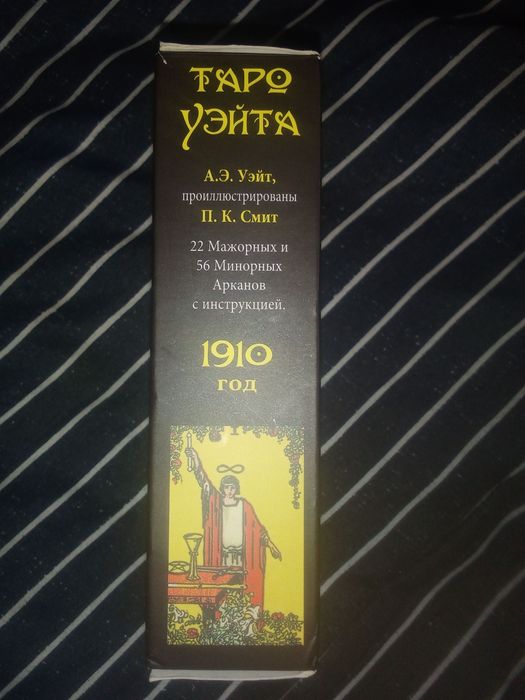 ТАРО
УЭЙТА
А.Э. Уэйт,
проиллюстрированы
П. К. Смит
22 Мажорных и
56 Минорных
Арканов
с инструкцией.
1910
год